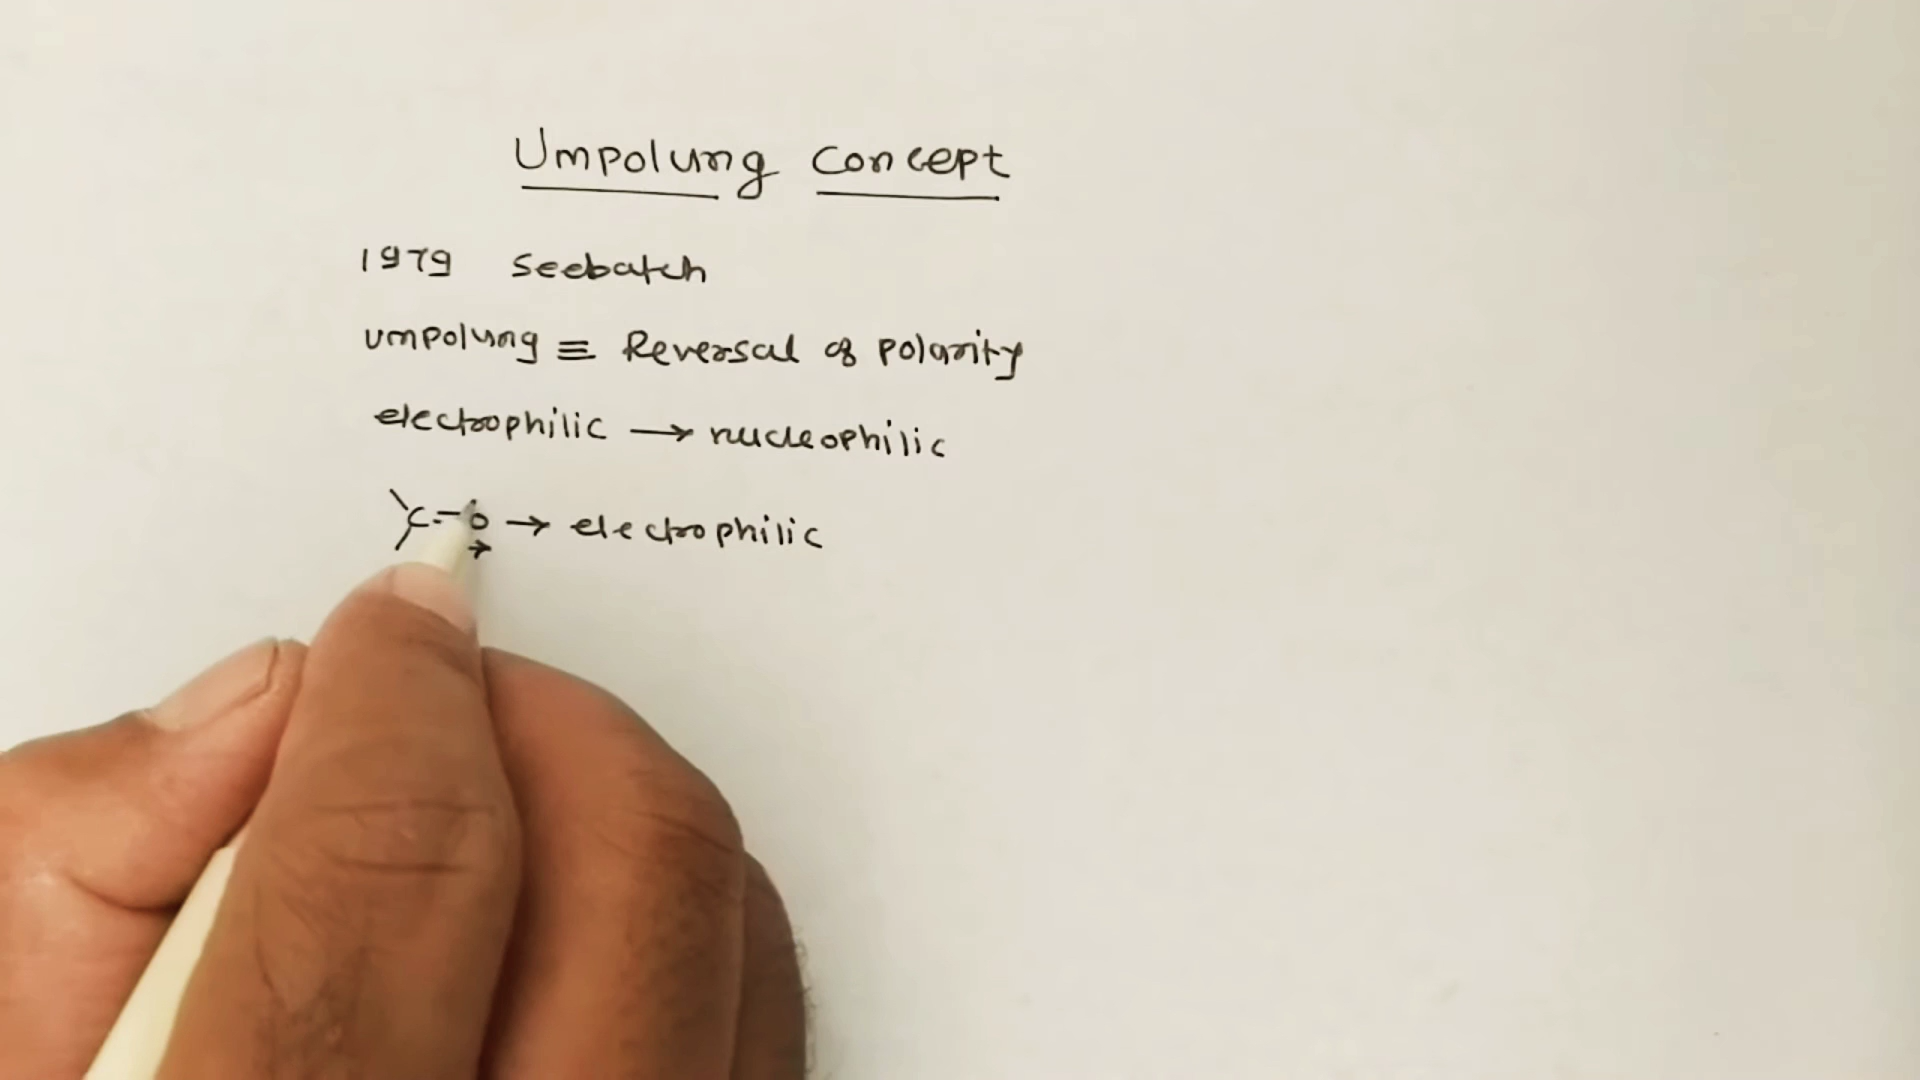 Umpolung Concept
1979 Seebatch
Umpolung ≡ Reversal of polarity
electrophilic → nucleophilic
>C=O → electrophilic
→